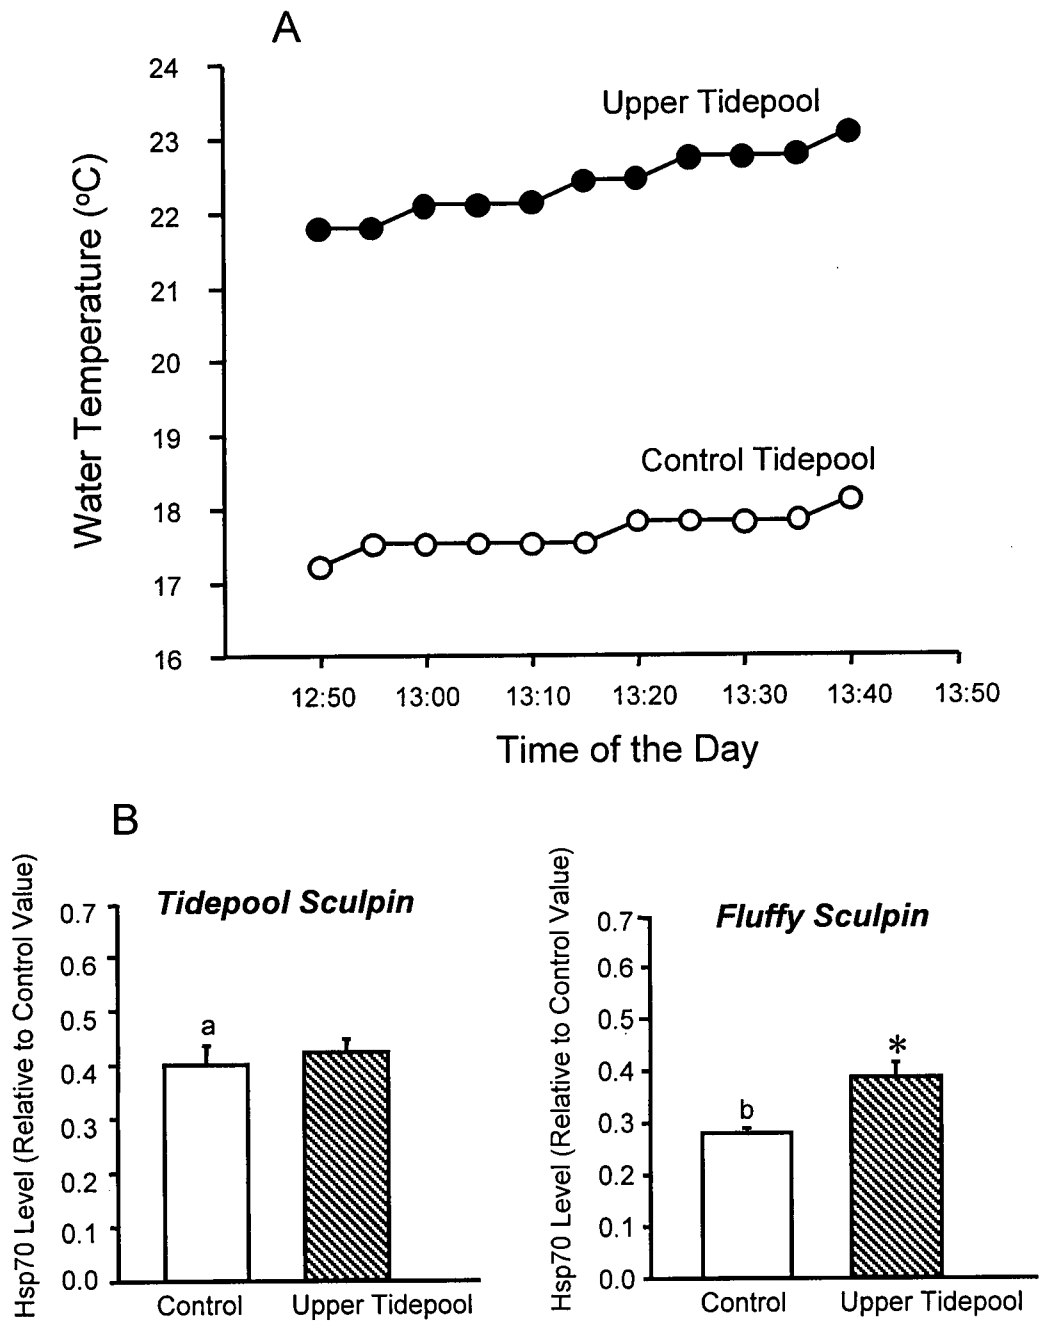 A
24
23
22
21
20
19
18
17
16
Water Temperature (oC)
Upper Tidepool
Control Tidepool
12:50 13:00 13:10 13:20 13:30 13:40 13:50
Time of the Day
B
Hsp70 Level (Relative to Control Value)
Tidepool Sculpin
0.7
0.6
0.5
0.4
0.3
0.2
0.1
0.0
a
Control Upper Tidepool
Hsp70 Level (Relative to Control Value)
Fluffy Sculpin
0.7
0.6
0.5
0.4
0.3
0.2
0.1
0.0
b
*
Control Upper Tidepool